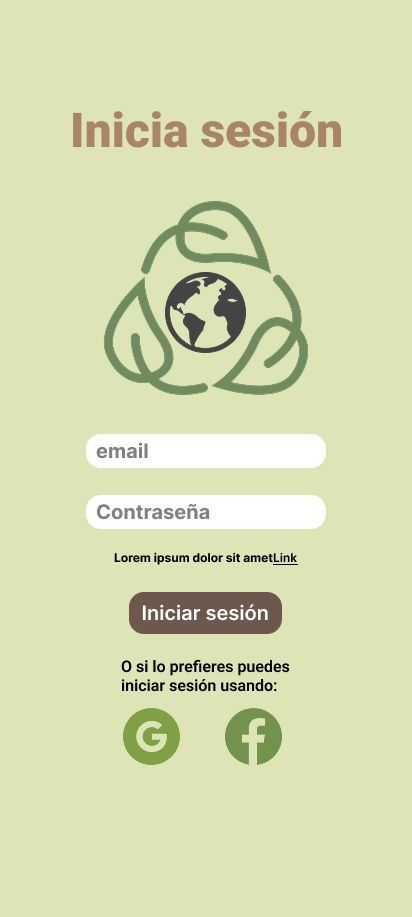 Inicia sesión
email
Contraseña
Lorem ipsum dolor sit ametLink
Iniciar sesión
O si lo prefieres puedes
iniciar sesión usando: